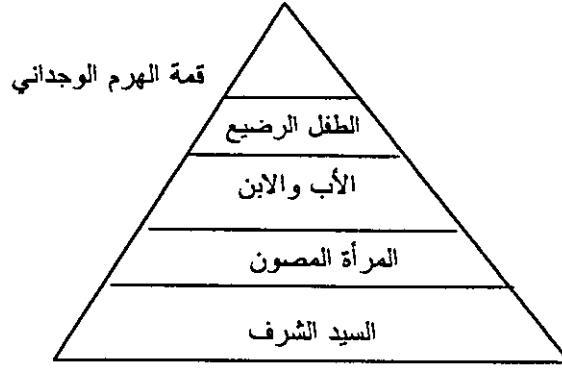 قمة الهرم الوجداني
الطفل الرضيع
الأب والابن
المرأة المصون
السيد الشرف